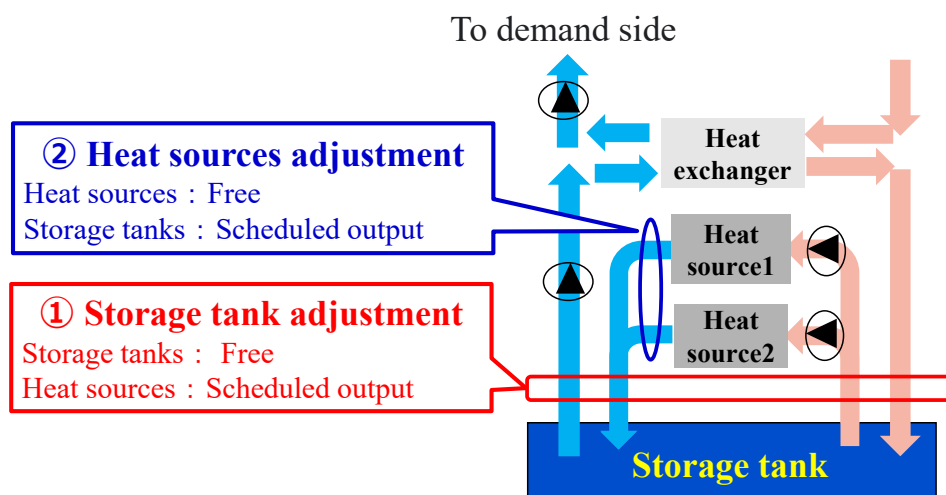 To demand side
② Heat sources adjustment
Heat sources : Free
Storage tanks : Scheduled output
① Storage tank adjustment
Storage tanks : Free
Heat sources : Scheduled output
Heat
exchanger
Heat
source1
Heat
source2
Storage tank